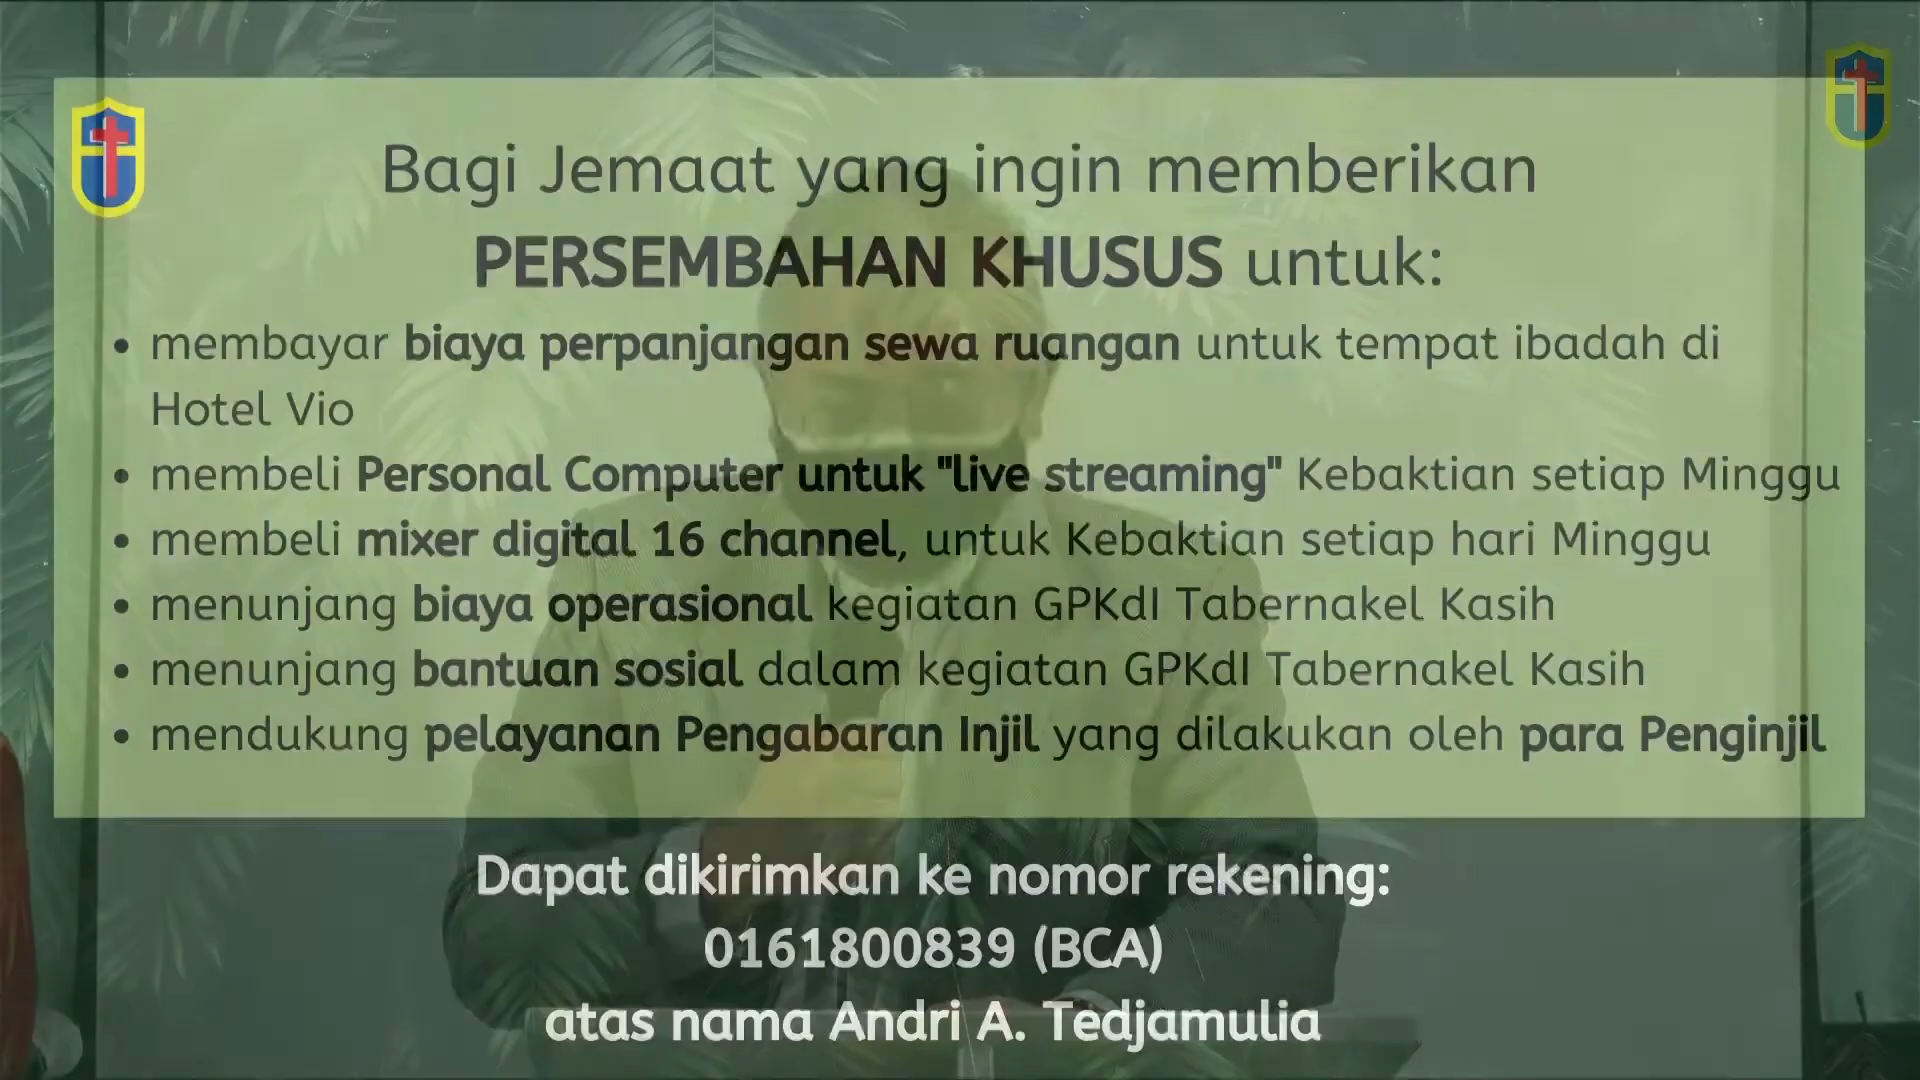 Bagi Jemaat yang ingin memberikan
PERSEMBAHAN KHUSUS untuk:
• membayar biaya perpanjangan sewa ruangan untuk tempat ibadah di
Hotel Vio
• membeli Personal Computer untuk "live streaming" Kebaktian setiap Minggu
• membeli mixer digital 16 channel, untuk Kebaktian setiap hari Minggu
• menunjang biaya operasional kegiatan GPKdI Tabernakel Kasih
• menunjang bantuan sosial dalam kegiatan GPKdI Tabernakel Kasih
• mendukung pelayanan Pengabaran Injil yang dilakukan oleh para Penginjil
Dapat dikirimkan ke nomor rekening:
0161800839 (BCA)
atas nama Andri A. Tedjamulia